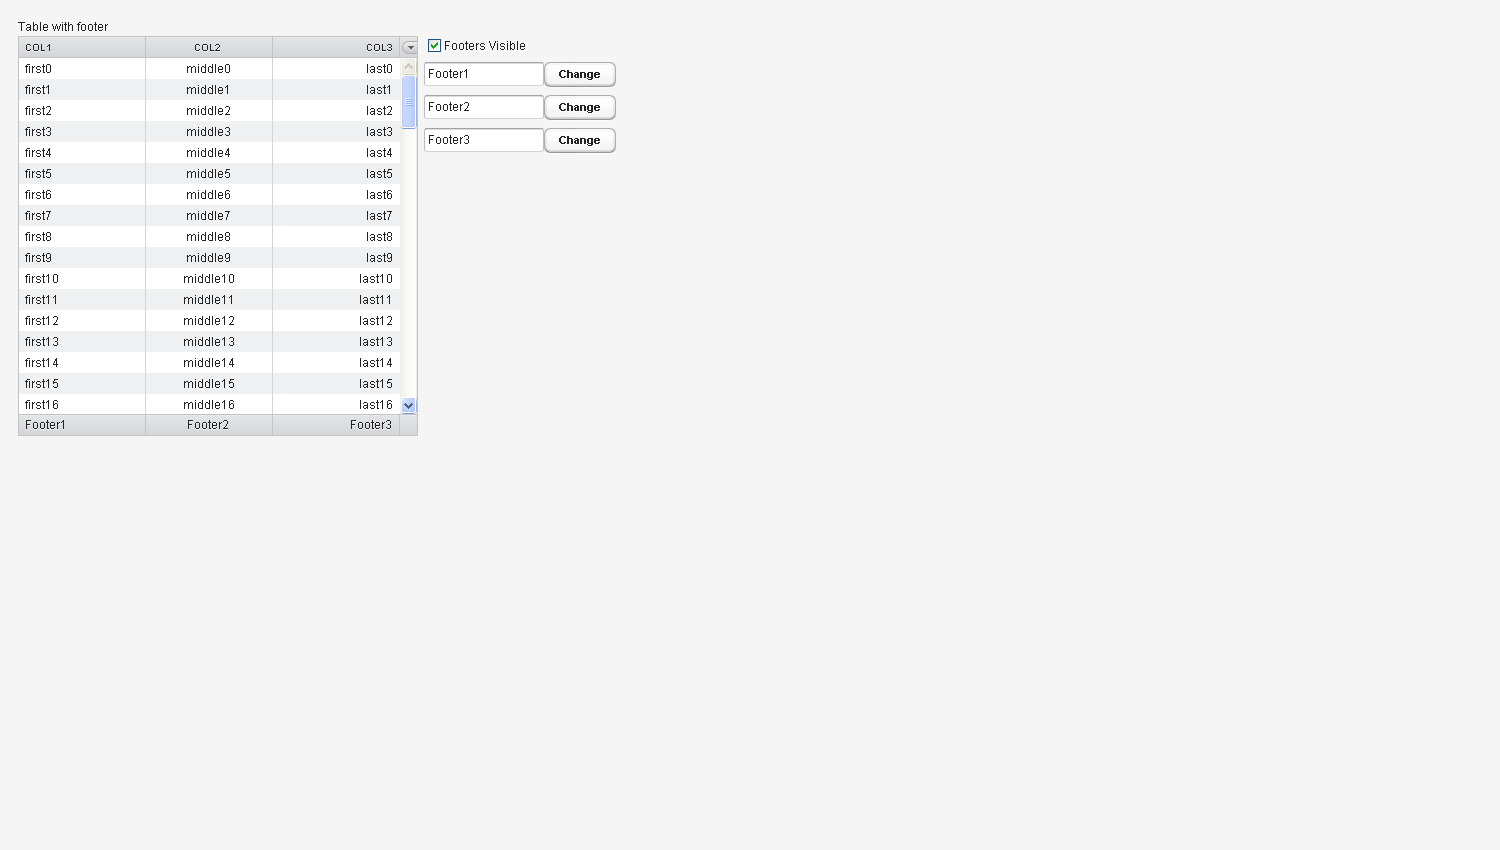 Table with footer
COL1 COL2 COL3
Footers Visible
first0 middle0 last0
Footer1 Change
first1 middle1 last1
first2 middle2 last2
Footer2 Change
first3 middle3 last3
Footer3 Change
first4 middle4 last4
first5 middle5 last5
first6 middle6 last6
first7 middle7 last7
first8 middle8 last8
first9 middle9 last9
first10 middle10 last10
first11 middle11 last11
first12 middle12 last12
first13 middle13 last13
first14 middle14 last14
first15 middle15 last15
first16 middle16 last16
Footer1 Footer2 Footer3